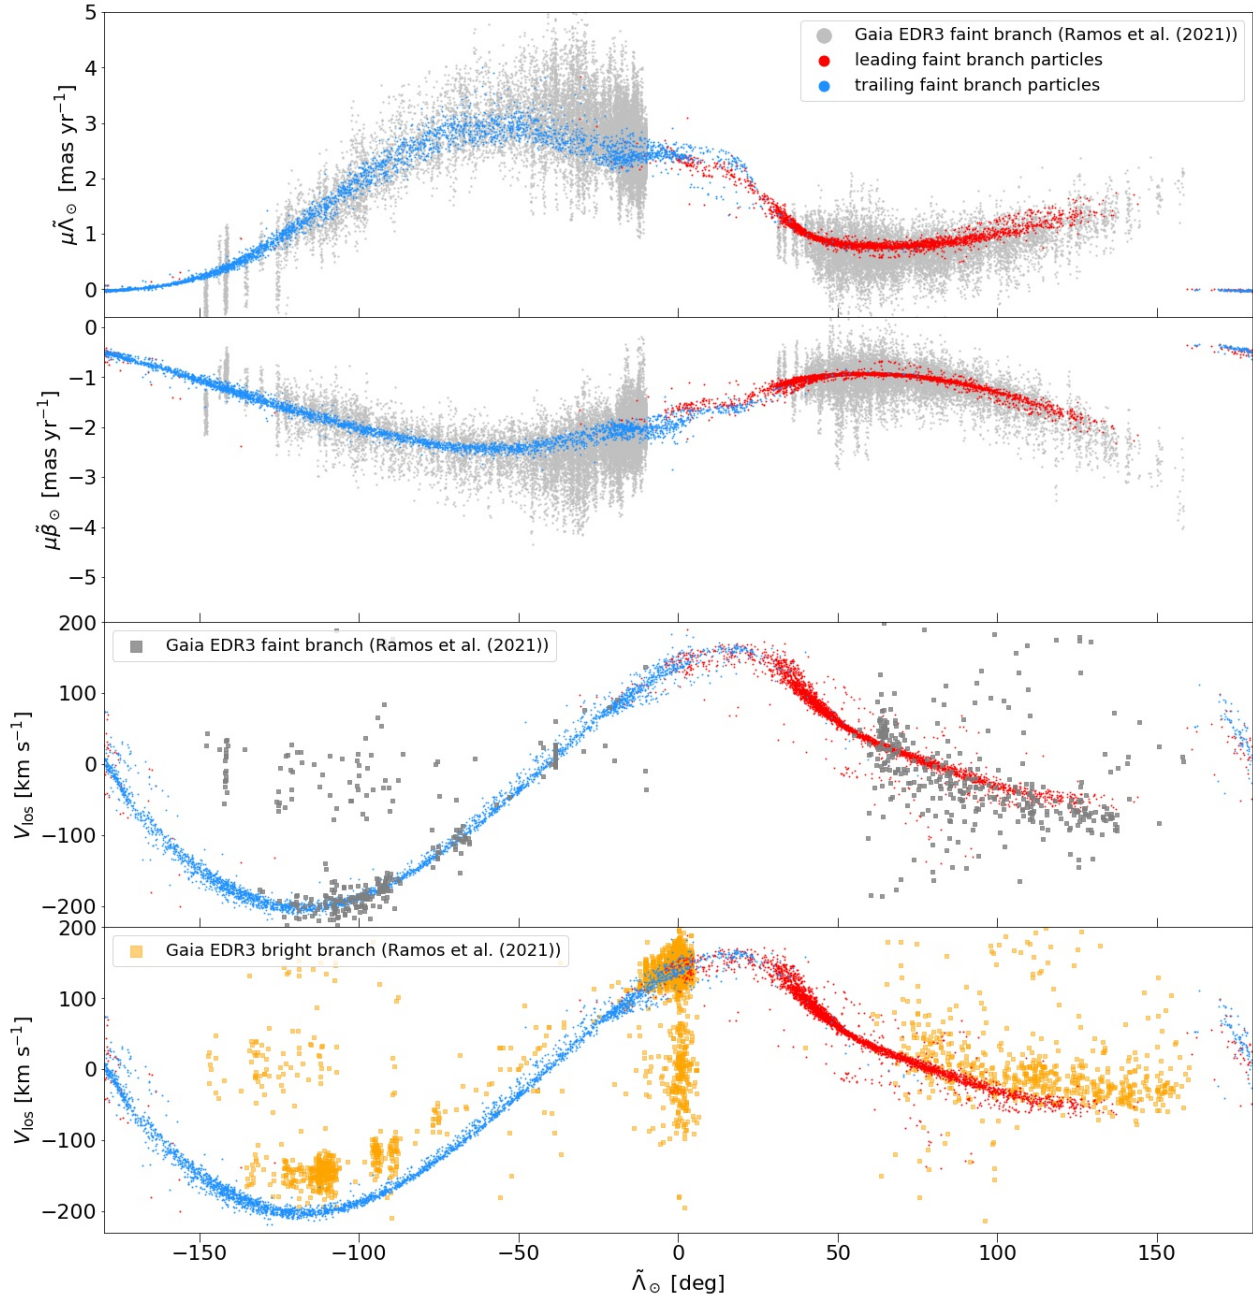 5
4
3
2
1
0
μΛ̃⊙ [mas yr⁻¹]
Gaia EDR3 faint branch (Ramos et al. (2021))
leading faint branch particles
trailing faint branch particles
0
−1
−2
−3
−4
−5
μβ̃⊙ [mas yr⁻¹]
200
100
0
−100
−200
V_los [km s⁻¹]
Gaia EDR3 faint branch (Ramos et al. (2021))
200
100
0
−100
−200
V_los [km s⁻¹]
Gaia EDR3 bright branch (Ramos et al. (2021))
−150 −100 −50 0 50 100 150
Λ̃⊙ [deg]